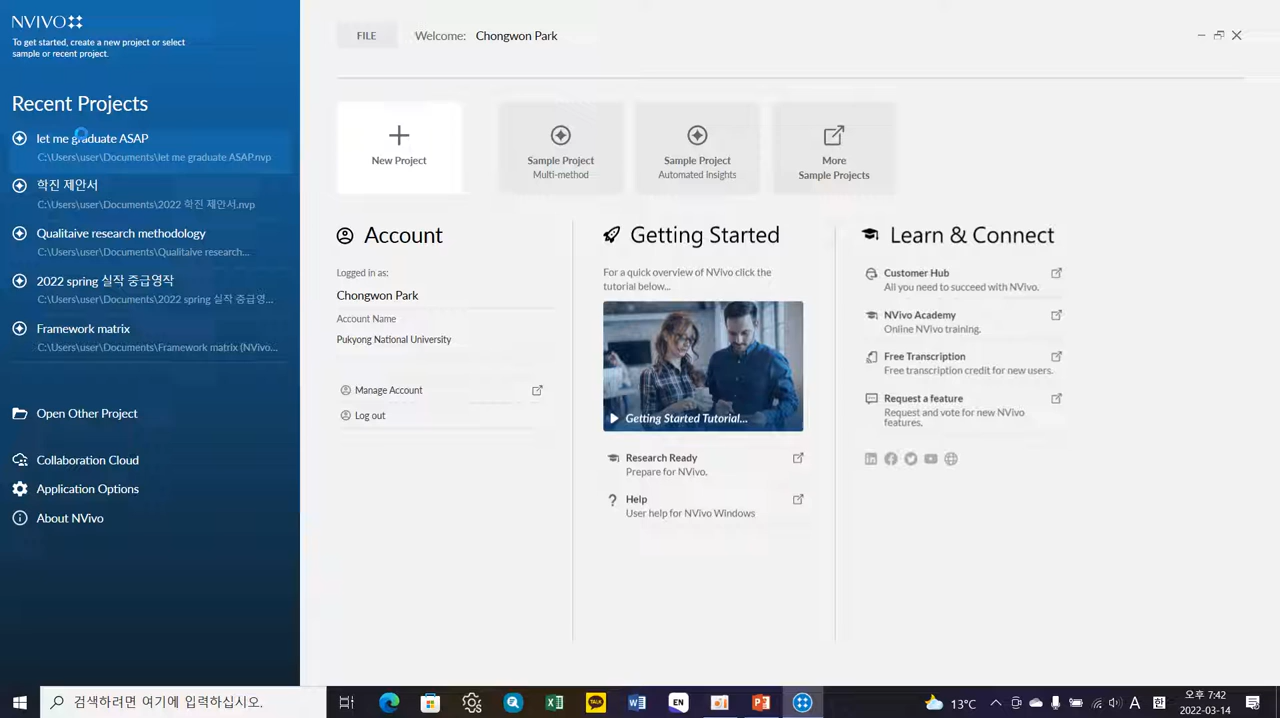 NVIVO
To get started, create a new project or select
sample or recent project.
Recent Projects
let me graduate ASAP
C:\Users\user\Documents\let me graduate ASAP.nvp
학진 제안서
C:\Users\user\Documents\2022 학진 제안서.nvp
Qualitaive research methodology
C:\Users\user\Documents\Qualitaive research...
2022 spring 실작 중급영작
C:\Users\user\Documents\2022 spring 실작 중급영...
Framework matrix
C:\Users\user\Documents\Framework matrix (NVivo...
Open Other Project
Collaboration Cloud
Application Options
About NVivo
FILE
Welcome: Chongwon Park
New Project
Sample Project
Multi-method
Sample Project
Automated Insights
More
Sample Projects
Account
Logged in as:
Chongwon Park
Account Name
Pukyong National University
Manage Account
Log out
Getting Started
For a quick overview of NVivo click the
tutorial below...
Getting Started Tutorial...
Research Ready
Prepare for NVivo.
Help
User help for NVivo Windows
Learn & Connect
Customer Hub
All you need to succeed with NVivo.
NVivo Academy
Online NVivo training.
Free Transcription
Free transcription credit for new users.
Request a feature
Request and vote for new NVivo
features.
검색하려면 여기에 입력하십시오.
TALK
EN
13°C
A
한
오후 7:42
2022-03-14